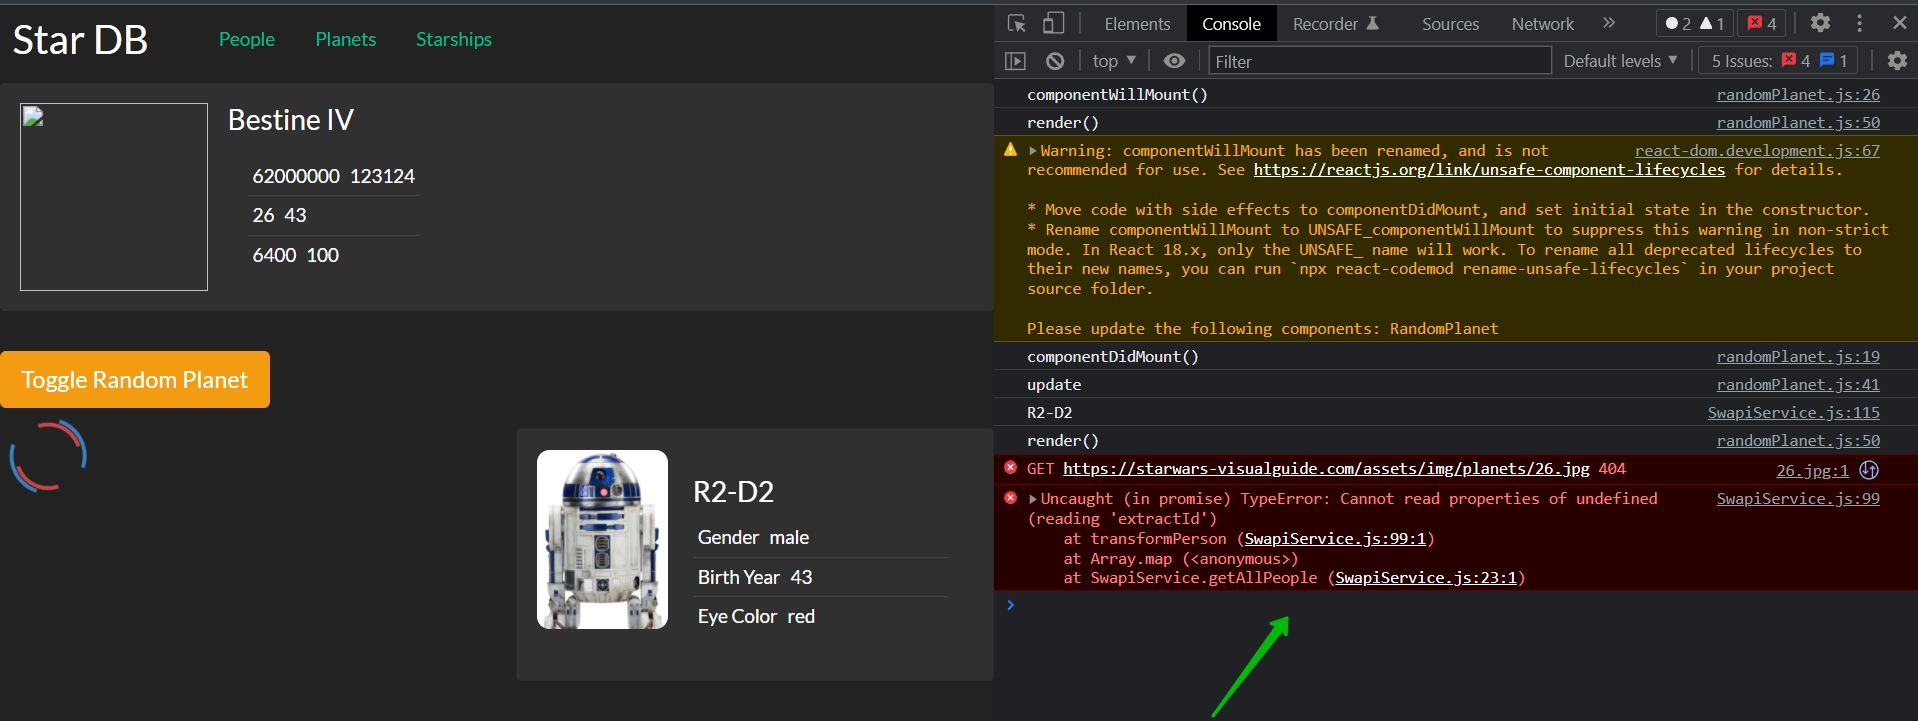 Star DB
People Planets Starships
Bestine IV
62000000 123124
26 43
6400 100
Toggle Random Planet
R2-D2
Gender male
Birth Year 43
Eye Color red
Elements Console Recorder Sources Network » 2 1 4
top ▼ Filter Default levels ▼ 5 Issues: 4 1
componentWillMount() randomPlanet.js:26
render() randomPlanet.js:50
Warning: componentWillMount has been renamed, and is not react-dom.development.js:67
recommended for use. See https://reactjs.org/link/unsafe-component-lifecycles for details.
* Move code with side effects to componentDidMount, and set initial state in the constructor.
* Rename componentWillMount to UNSAFE_componentWillMount to suppress this warning in non-strict
mode. In React 18.x, only the UNSAFE_ name will work. To rename all deprecated lifecycles to
their new names, you can run `npx react-codemod rename-unsafe-lifecycles` in your project
source folder.
Please update the following components: RandomPlanet
componentDidMount() randomPlanet.js:19
update randomPlanet.js:41
R2-D2 SwapiService.js:115
render() randomPlanet.js:50
GET https://starwars-visualguide.com/assets/img/planets/26.jpg 404 26.jpg:1
Uncaught (in promise) TypeError: Cannot read properties of undefined SwapiService.js:99
(reading 'extractId')
at transformPerson (SwapiService.js:99:1)
at Array.map (<anonymous>)
at SwapiService.getAllPeople (SwapiService.js:23:1)